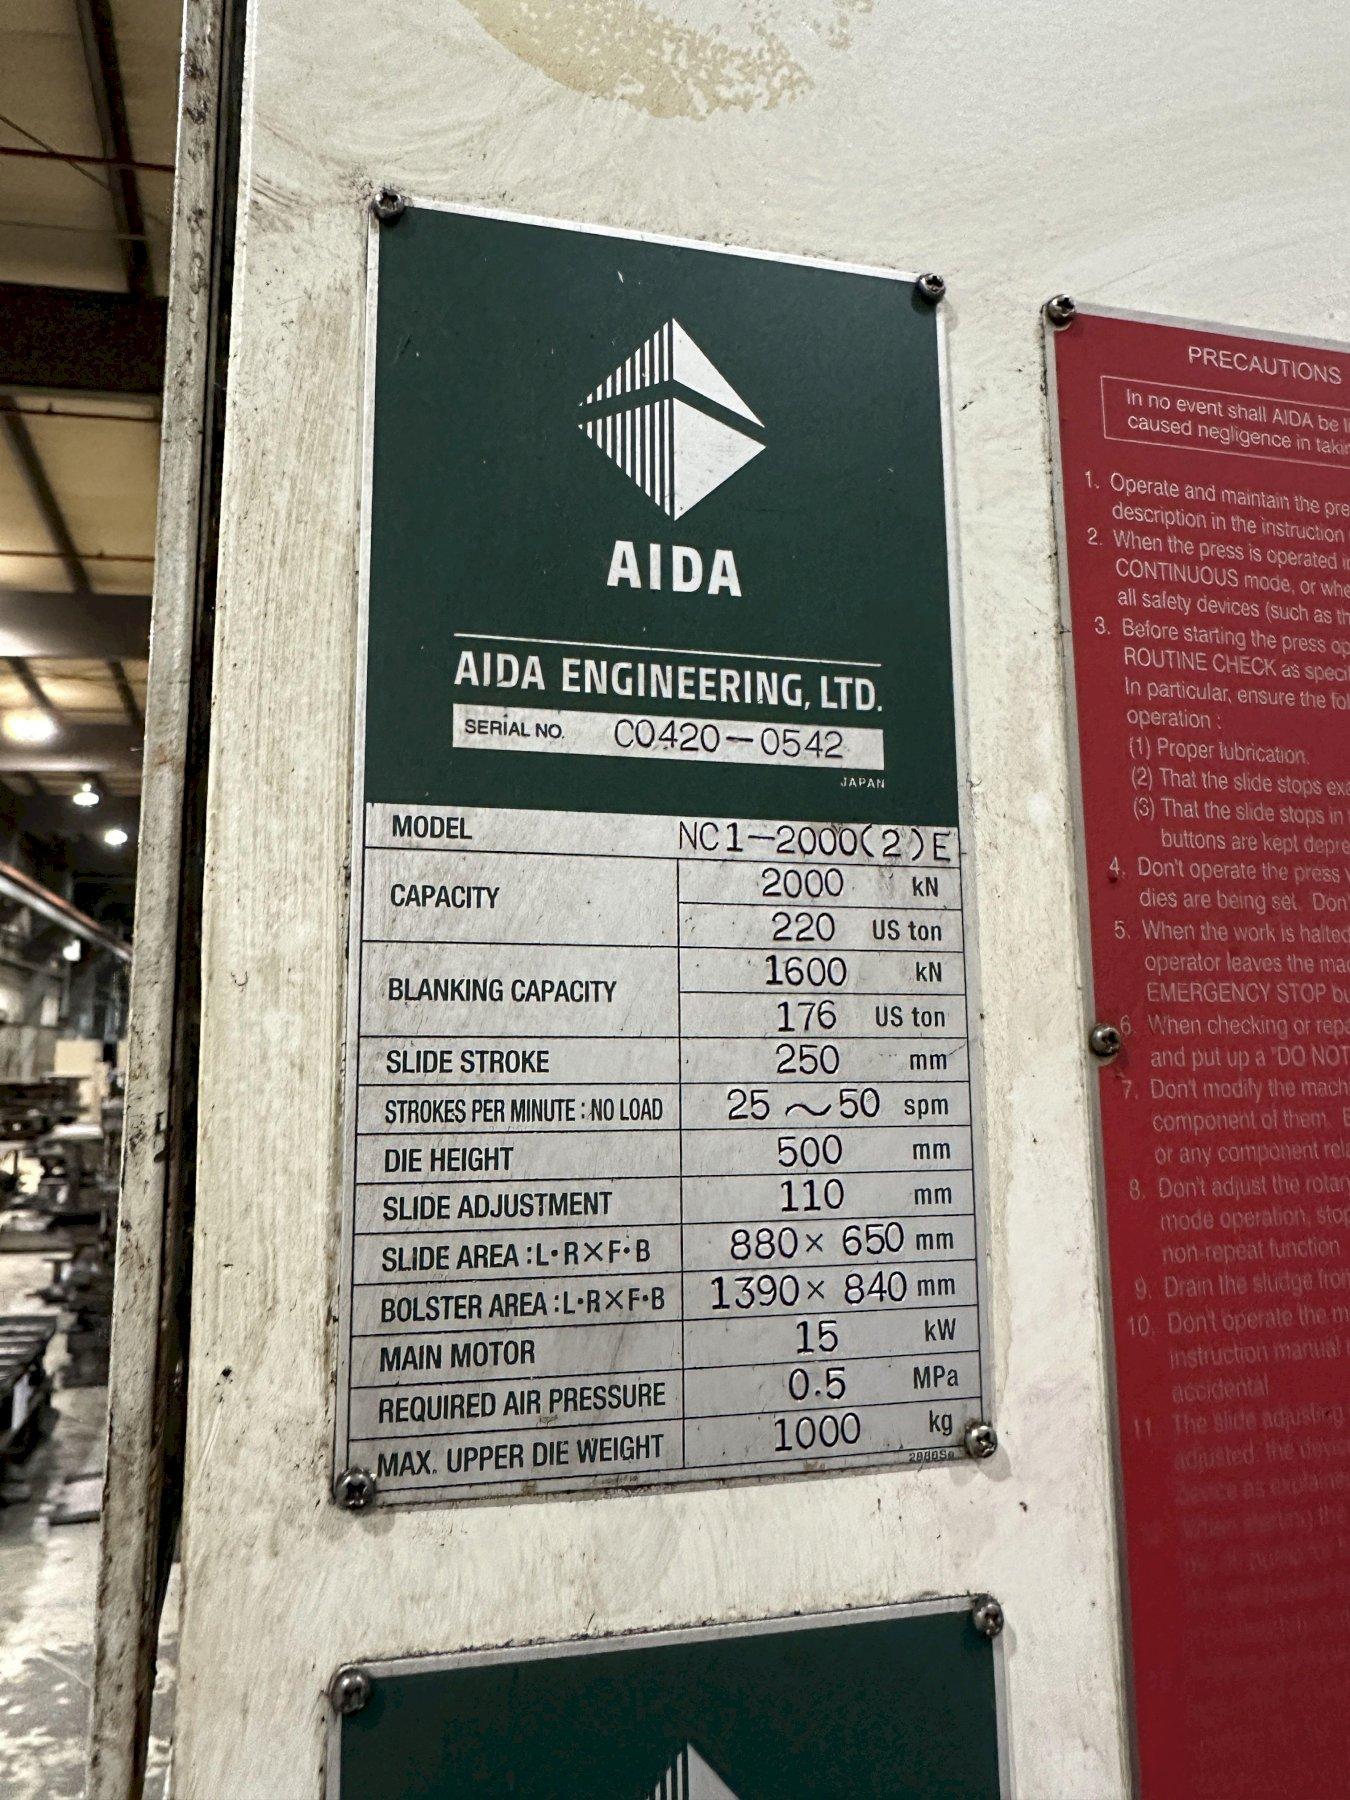 AIDA
AIDA ENGINEERING, LTD.
SERIAL NO. C0420-0542
JAPAN
MODEL NC1-2000(2)E
CAPACITY 2000 kN
220 US ton
BLANKING CAPACITY 1600 kN
176 US ton
SLIDE STROKE 250 mm
STROKES PER MINUTE : NO LOAD 25～50 spm
DIE HEIGHT 500 mm
SLIDE ADJUSTMENT 110 mm
SLIDE AREA : L·R×F·B 880× 650 mm
BOLSTER AREA : L·R×F·B 1390× 840 mm
MAIN MOTOR 15 kW
REQUIRED AIR PRESSURE 0.5 MPa
MAX. UPPER DIE WEIGHT 1000 kg
PRECAUTIONS
In no event shall AIDA be
caused negligence in
1. Operate and maintain the
description in the instruction
2. When the press is operated
CONTINUOUS mode, or
all safety devices (such as
3. Before starting the press
ROUTINE CHECK as
In particular, ensure the
operation :
(1) Proper lubrication.
(2) That the slide stops
(3) That the slide stops in
buttons are kept
4. Don't operate the press
dies are being set. Don't
5. When the work is halted
operator leaves the
EMERGENCY STOP
6. When checking or
and put up a "DO NOT
7. Don't modify the
component of them.
or any component
8. Don't adjust the
mode operation,
non-repeat function
9. Drain the sludge
10. Don't operate the
instruction manual
accidental
11 The slide adjusting
adjusted, the